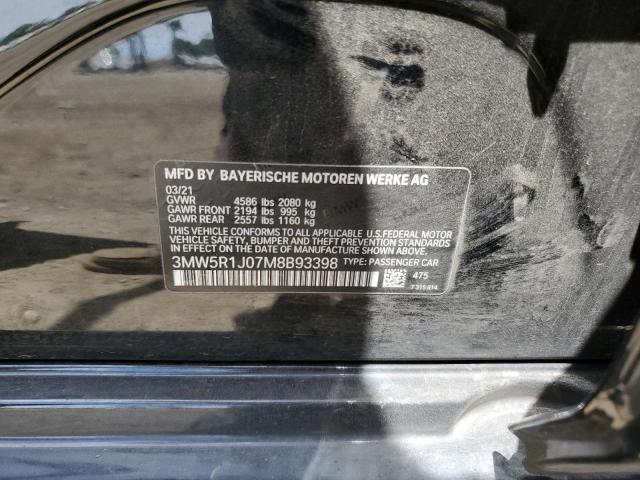 MFD BY BAYERISCHE MOTOREN WERKE AG
03/21
GVWR 4586 lbs 2080 kg
GAWR FRONT 2194 lbs 995 kg
GAWR REAR 2557 lbs 1160 kg
THIS VEHICLE CONFORMS TO ALL APPLICABLE U.S.FEDERAL MOTOR
VEHICLE SAFETY, BUMPER, AND THEFT PREVENTION STANDARDS
IN EFFECT ON THE DATE OF MANUFACTURE SHOWN ABOVE.
3MW5R1J07M8B93398 TYPE: PASSENGER CAR
475